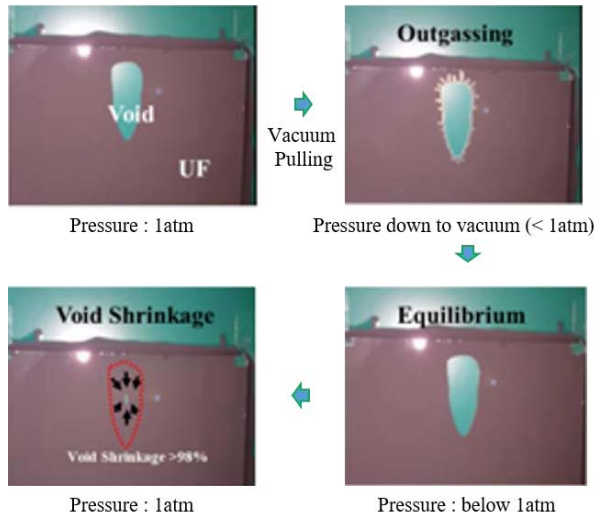 Void
UF
Pressure : 1atm
Vacuum
Pulling
Outgassing
Pressure down to vacuum (< 1atm)
Equilibrium
Pressure : below 1atm
Void Shrinkage
Void Shrinkage >98%
Pressure : 1atm